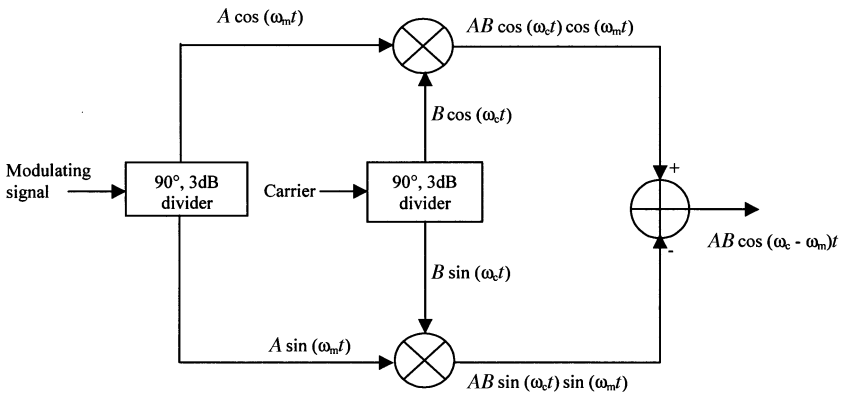 A cos (ωmt)
AB cos (ωct) cos (ωmt)
B cos (ωct)
+
Modulating
signal
90°, 3dB
divider
Carrier
90°, 3dB
divider
AB cos (ωc - ωm)t
-
B sin (ωct)
A sin (ωmt)
AB sin (ωct) sin (ωmt)